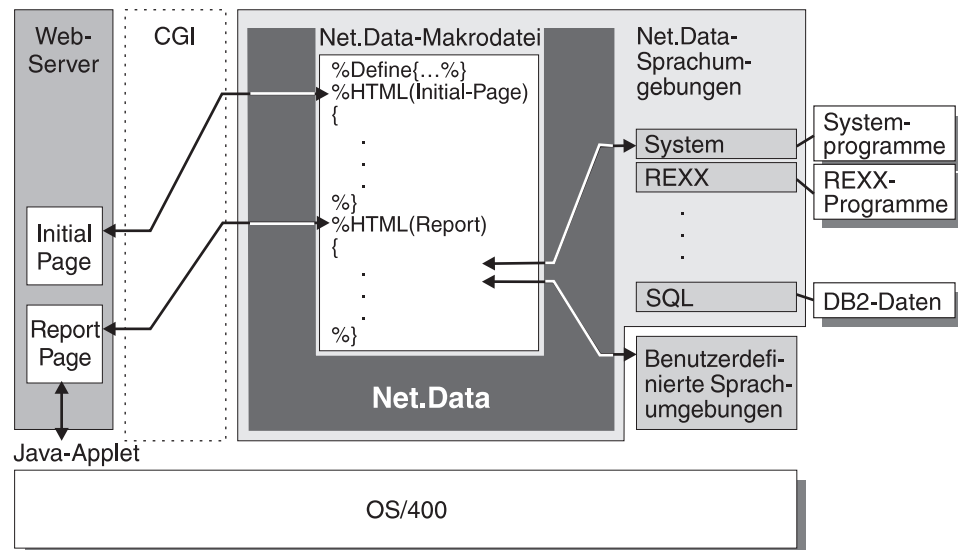 Web-
Server
CGI
Net.Data-Makrodatei
%Define{...%}
%HTML(Initial-Page)
{
.
.
.
%}
%HTML(Report)
{
.
.
.
%}
Net.Data
Net.Data-
Sprachum-
gebungen
System
REXX
.
.
.
SQL
Benutzerdefi-
nierte Sprach-
umgebungen
System-
programme
REXX-
Programme
DB2-Daten
Initial
Page
Report
Page
Java-Applet
OS/400